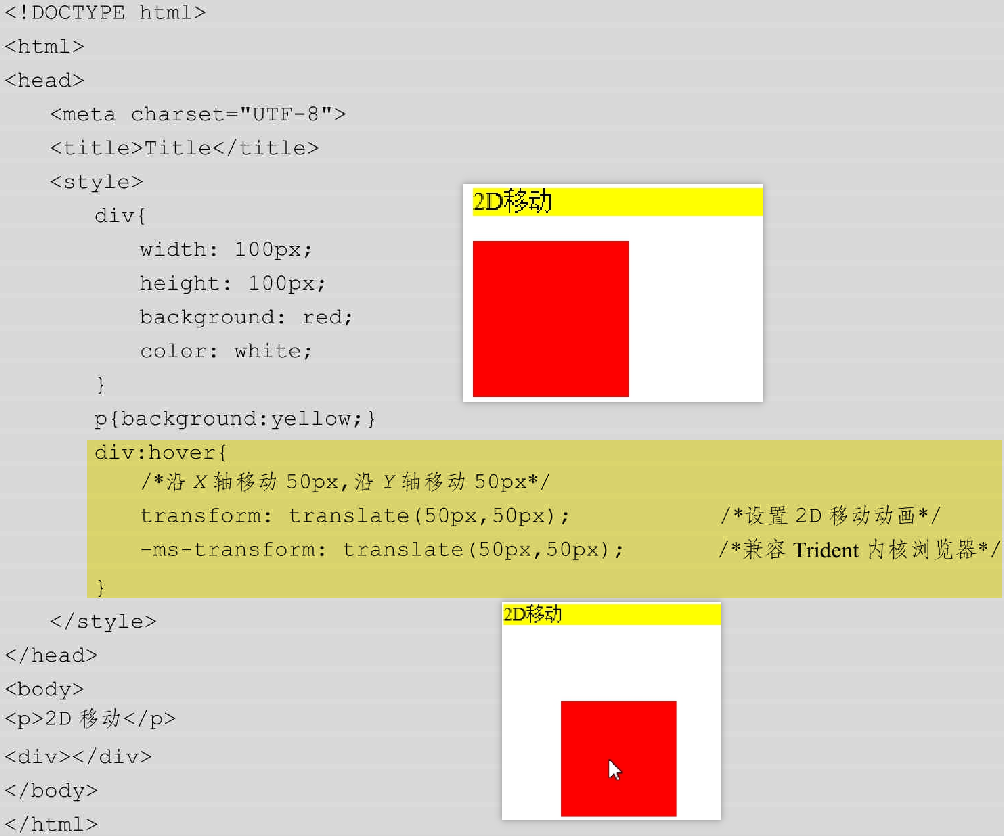 <!DOCTYPE html>
<html>
<head>
<meta charset="UTF-8">
<title>Title</title>
<style>
div{
width: 100px;
height: 100px;
background: red;
color: white;
}
p{background:yellow;}
div:hover{
/*沿 X 轴移动 50px,沿 Y 轴移动 50px*/
transform: translate(50px,50px); /*设置 2D 移动动画*/
-ms-transform: translate(50px,50px); /*兼容 Trident 内核浏览器*/
}
</style>
</head>
<body>
<p>2D 移动</p>
<div></div>
</body>
</html>
2D移动
2D移动